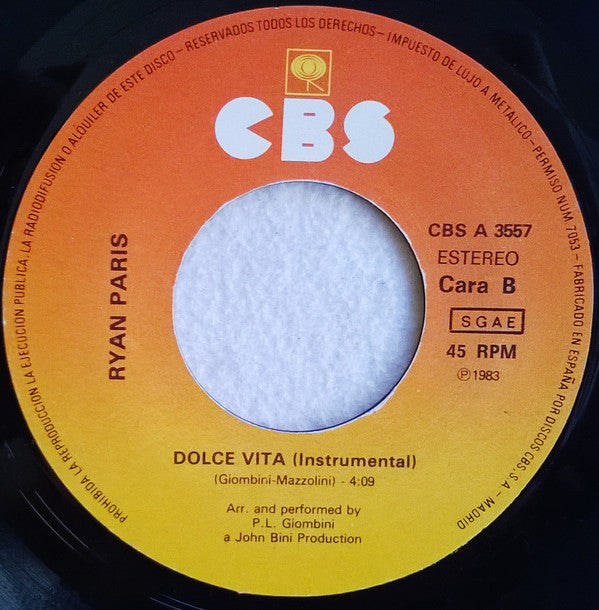 PROHIBIDA LA REPRODUCCION, LA EJECUCION PUBLICA, LA RADIODIFUSION O ALQUILER DE ESTE DISCO - RESERVADOS TODOS LOS DERECHOS - IMPUESTO DE LUJO A METALICO - PERMISO NUM. 7053 - FABRICADO EN ESPAÑA POR DISCOS CBS, S.A - MADRID
CBS
RYAN PARIS
CBS A 3557
ESTEREO
Cara B
SGAE
45 RPM
Ⓟ 1983
DOLCE VITA (Instrumental)
(Giombini-Mazzolini) - 4:09
Arr. and performed by
P.L. Giombini
a John Bini Production